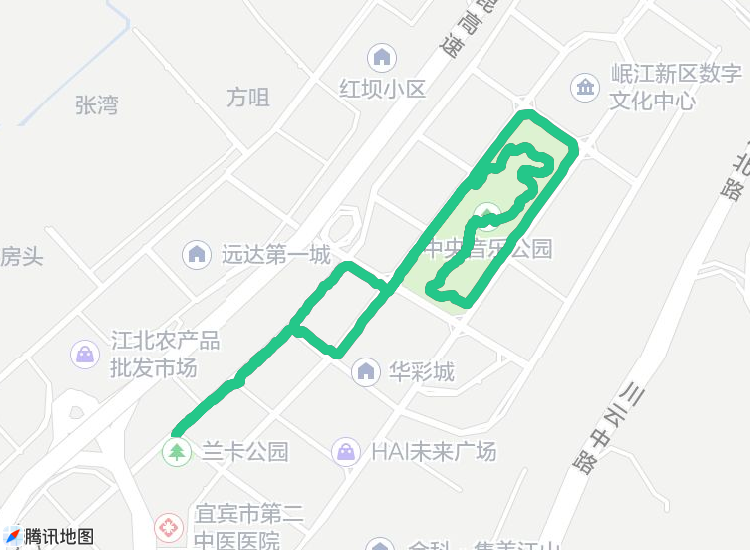 昆高速
红坝小区
岷江新区数字
文化中心
张湾
方咀
北路
中央音乐公园
房头
远达第一城
江北农产品
批发市场
华彩城
川云中路
兰卡公园
HAI未来广场
宜宾市第二
中医医院
腾讯地图